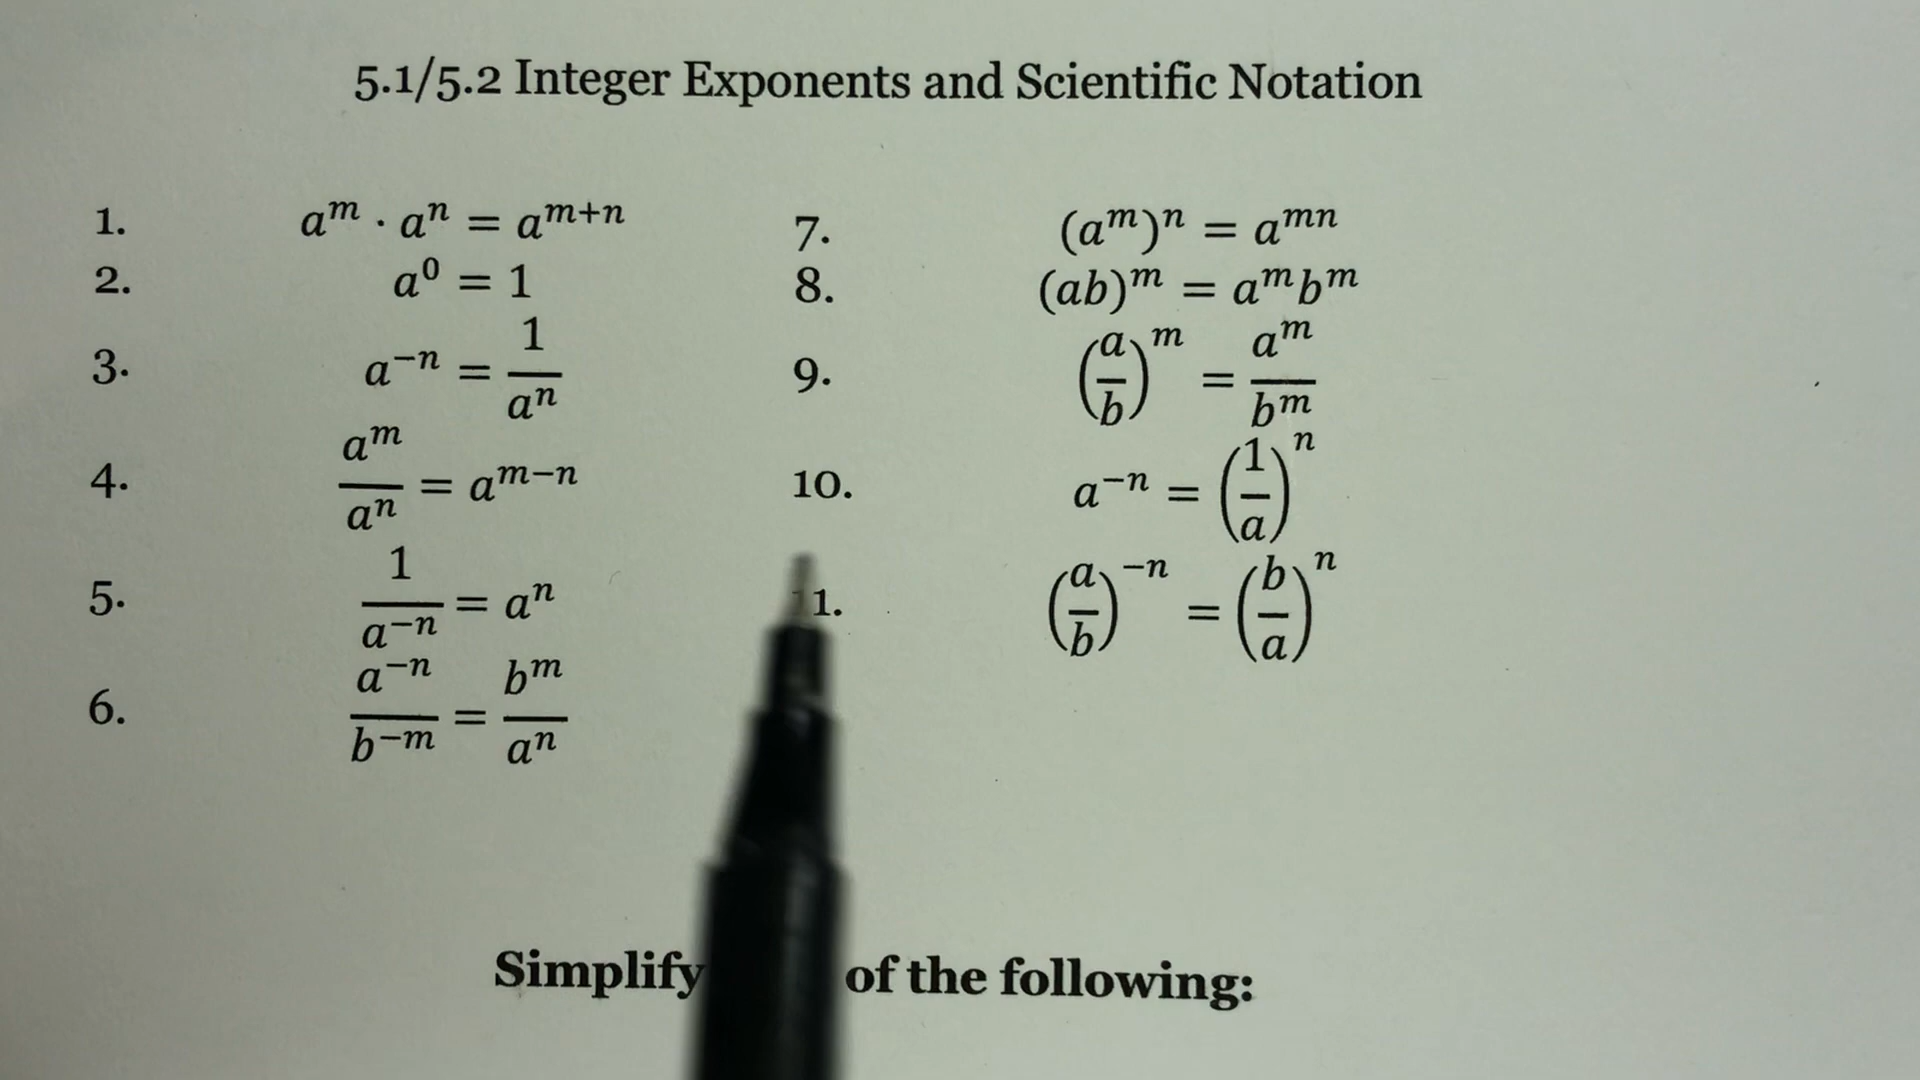 5.1/5.2 Integer Exponents and Scientific Notation
1. a^m · a^n = a^{m+n}
2. a^0 = 1
3. a^{-n} = 1/a^n
4. a^m/a^n = a^{m-n}
5. 1/a^{-n} = a^n
6. a^{-n}/b^{-m} = b^m/a^n
7. (a^m)^n = a^{mn}
8. (ab)^m = a^m b^m
9. (a/b)^m = a^m/b^m
10. a^{-n} = (1/a)^n
11. (a/b)^{-n} = (b/a)^n
Simplify of the following: